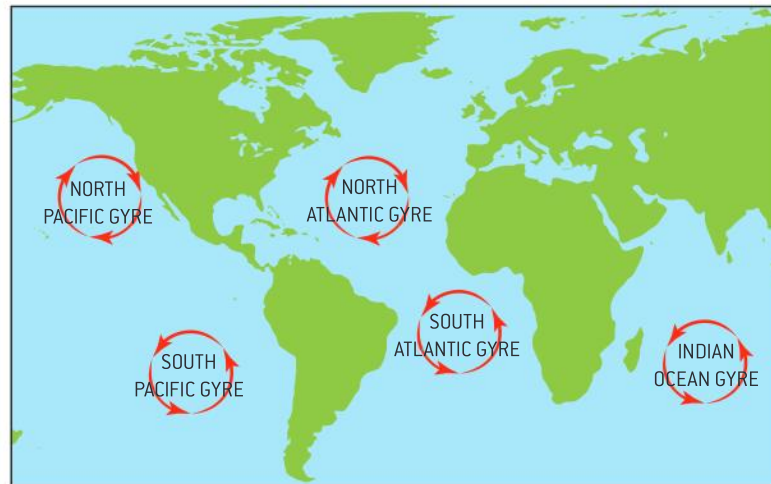 NORTH
PACIFIC GYRE
NORTH
ATLANTIC GYRE
SOUTH
ATLANTIC GYRE
SOUTH
PACIFIC GYRE
INDIAN
OCEAN GYRE